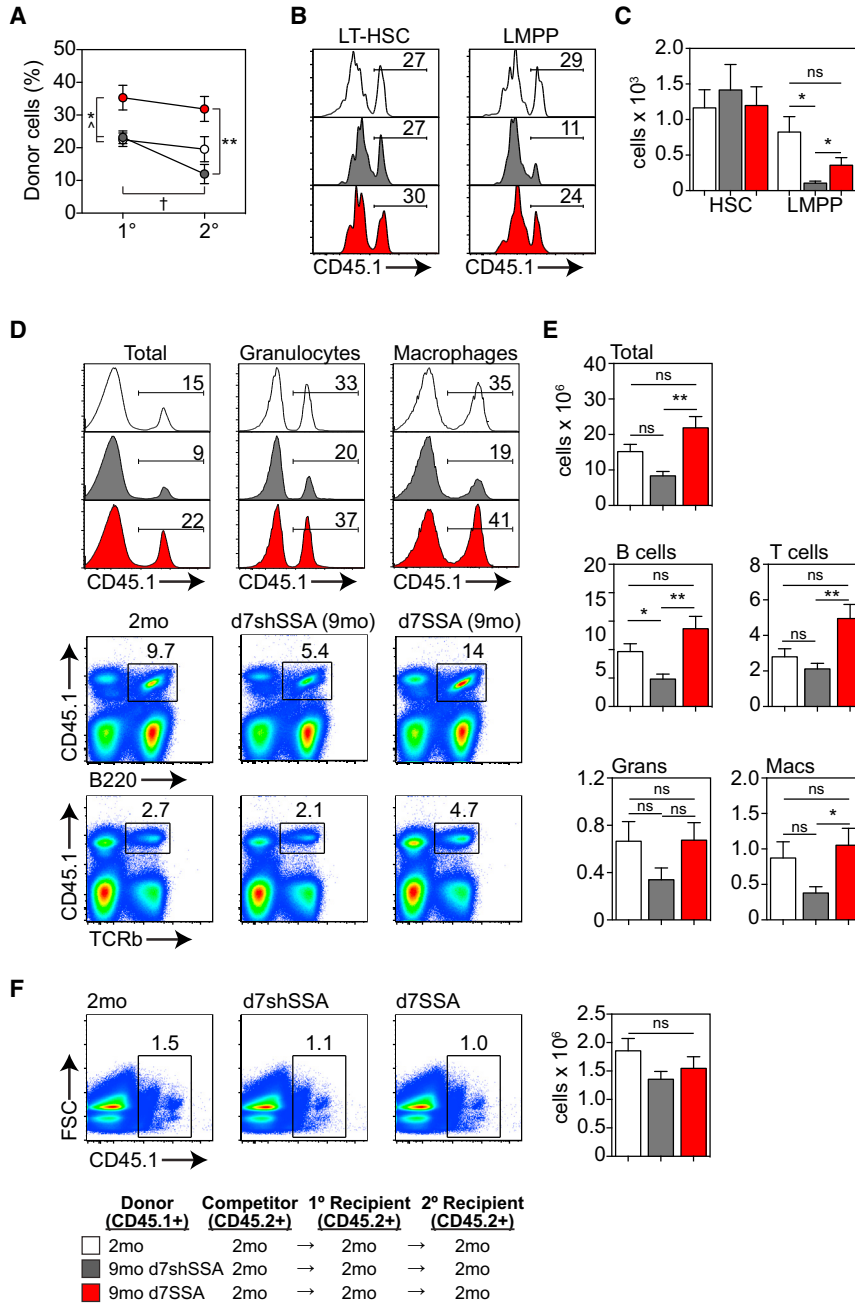 A
Donor cells (%)
50
40
30
20
10
0
*
^
**
†
1°
2°
B
LT-HSC
LMPP
27
29
27
11
30
24
CD45.1
CD45.1
C
cells x 10³
2.0
1.5
1.0
0.5
0
ns
*
*
HSC
LMPP
D
Total
Granulocytes
Macrophages
15
33
35
9
20
19
22
37
41
CD45.1
CD45.1
CD45.1
2mo
d7shSSA (9mo)
d7SSA (9mo)
9.7
5.4
14
CD45.1
B220
2.7
2.1
4.7
CD45.1
TCRb
E
Total
cells x 10⁶
40
30
20
10
0
ns
ns
**
B cells
20
15
10
5
0
ns
*
**
T cells
8
6
4
2
0
ns
ns
**
Grans
1.2
0.8
0.4
0
ns
ns
ns
Macs
2.0
1.5
1.0
0.5
0
ns
ns
*
F
2mo
d7shSSA
d7SSA
1.5
1.1
1.0
FSC
CD45.1
cells x 10⁶
2.5
2.0
1.5
1.0
0.5
0
ns
Donor Competitor 1º Recipient 2º Recipient
(CD45.1+) (CD45.2+) (CD45.2+) (CD45.2+)
2mo 2mo → 2mo → 2mo
9mo d7shSSA 2mo → 2mo → 2mo
9mo d7SSA 2mo → 2mo → 2mo